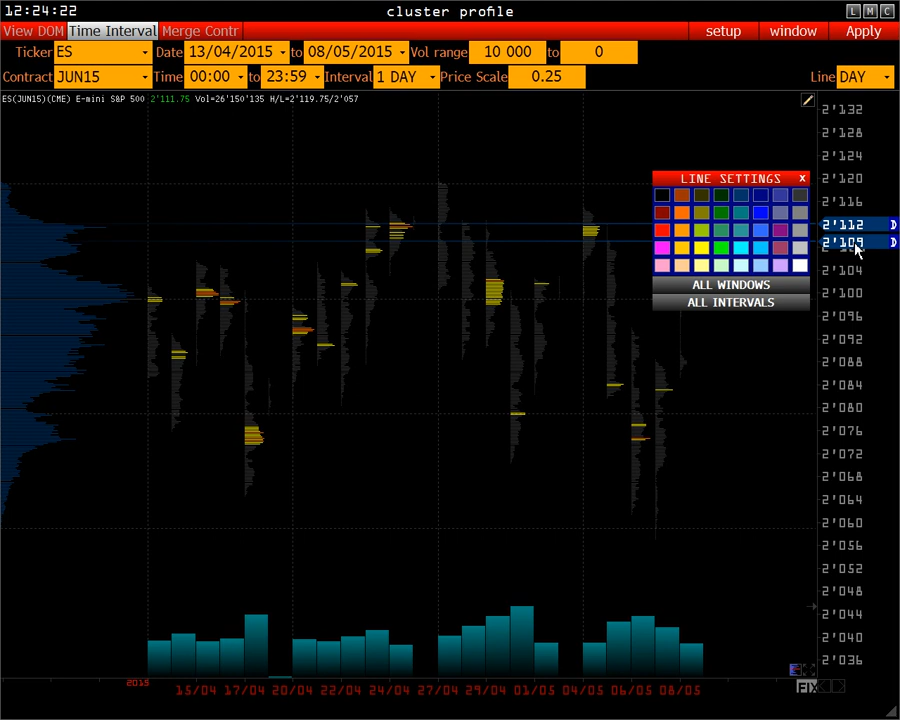 12:24:22 cluster profile L M C
View DOM Time Interval Merge Contr setup window Apply
Ticker ES Date 13/04/2015 to 08/05/2015 Vol range 10 000 to 0
Contract JUN15 Time 00:00 to 23:59 Interval 1 DAY Price Scale 0.25 Line DAY
ES(JUN15)(CME) E-mini S&P 500 2'111.75 Vol=26'150'135 H/L=2'119.75/2'057
2'132
2'128
2'124
2'120
LINE SETTINGS x
2'116
2'112 D
2'109 D
2'104
ALL WINDOWS
2'100
ALL INTERVALS
2'096
2'092
2'088
2'084
2'080
2'076
2'072
2'068
2'064
2'060
2'056
2'052
2'048
2'044
2'040
2'036
2015 15/04 17/04 20/04 22/04 24/04 27/04 29/04 01/05 04/05 06/05 08/05 FIX